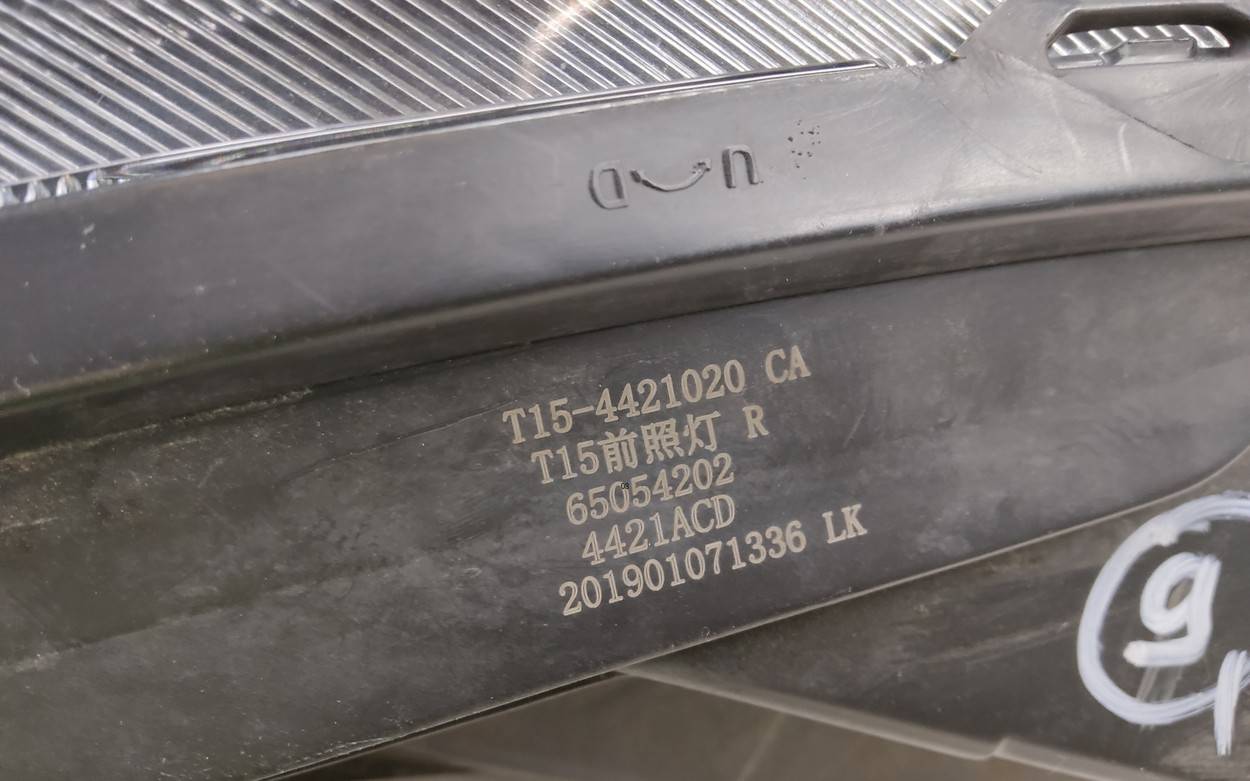 U D
T15-4421020 CA
T15前照灯 R
65054202
4421ACD
201901071336 LK
g